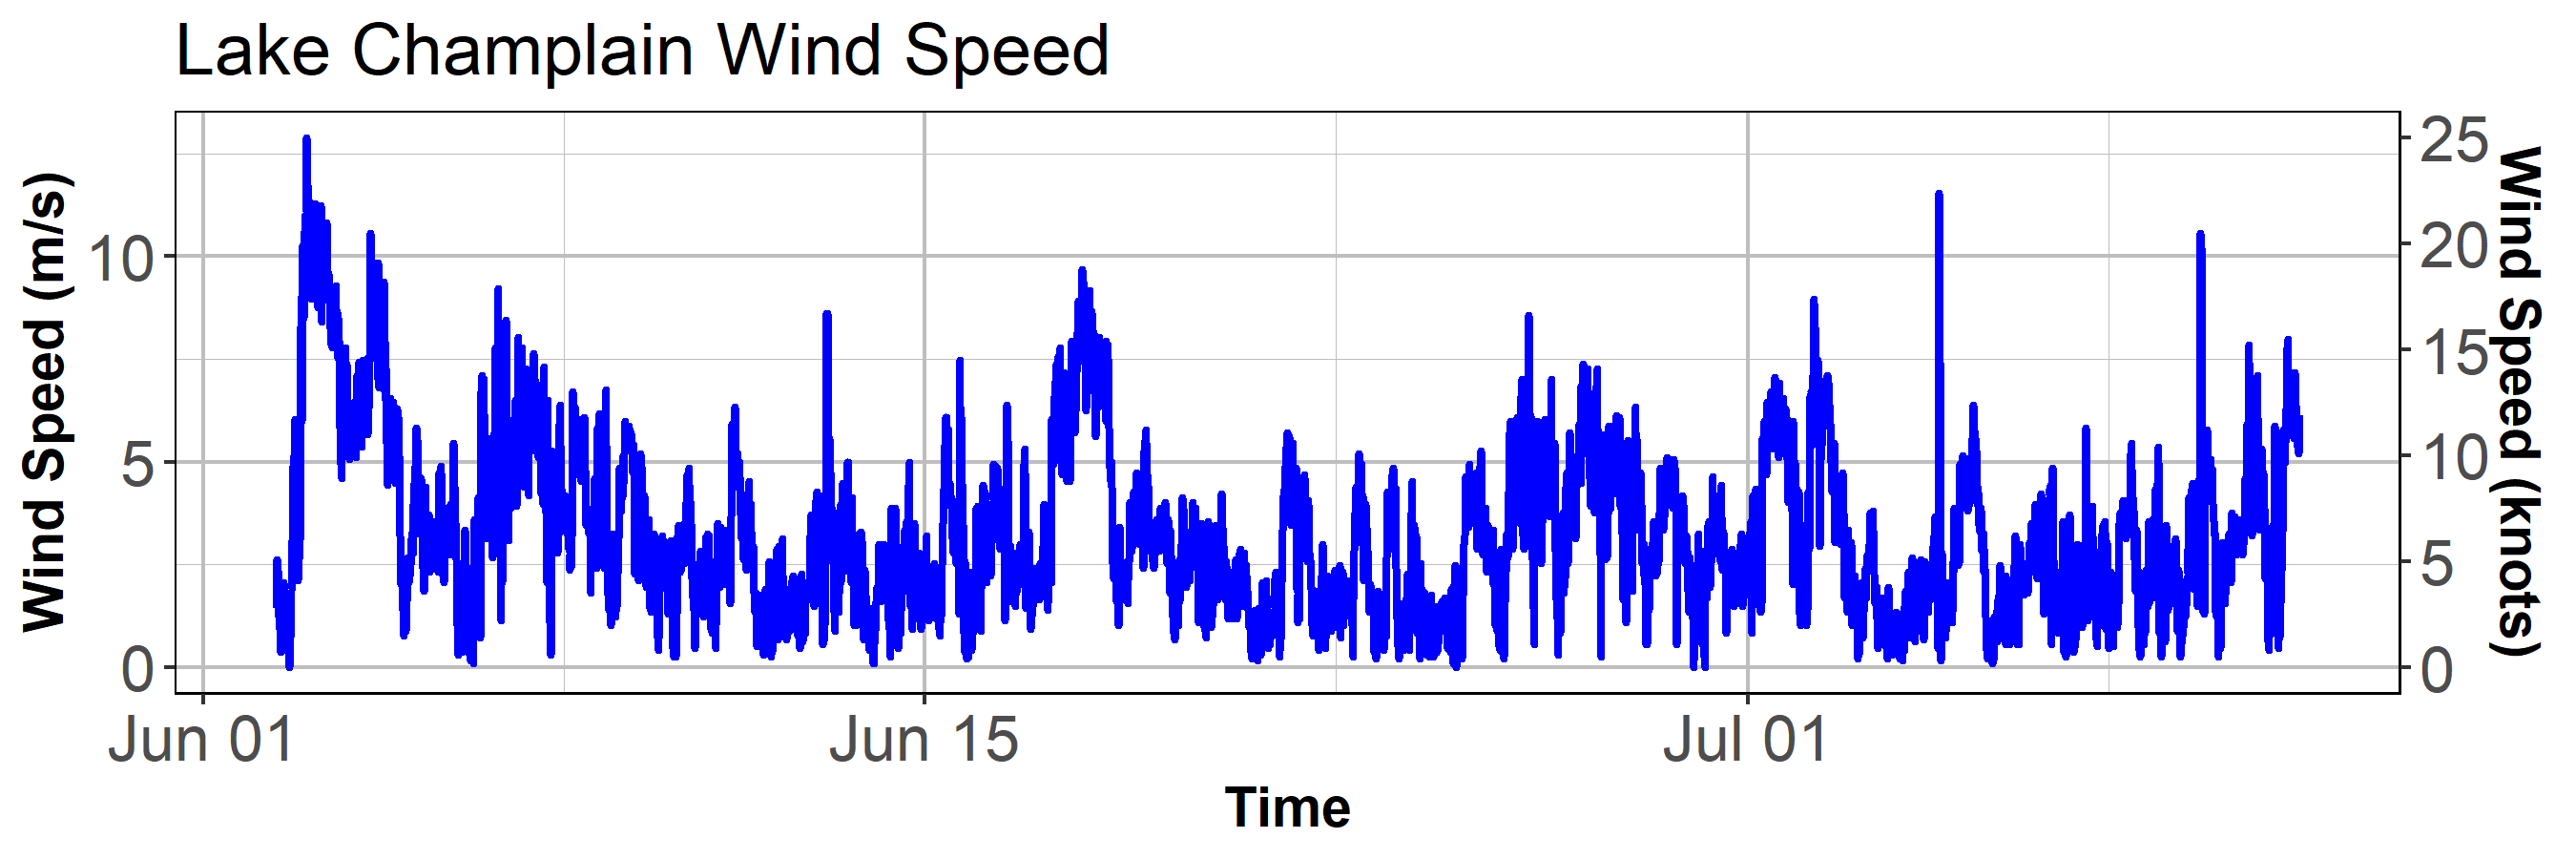 Lake Champlain Wind Speed
Wind Speed (m/s)
10
5
0
25
20
15
10
5
0
Wind Speed (knots)
Jun 01
Jun 15
Jul 01
Time